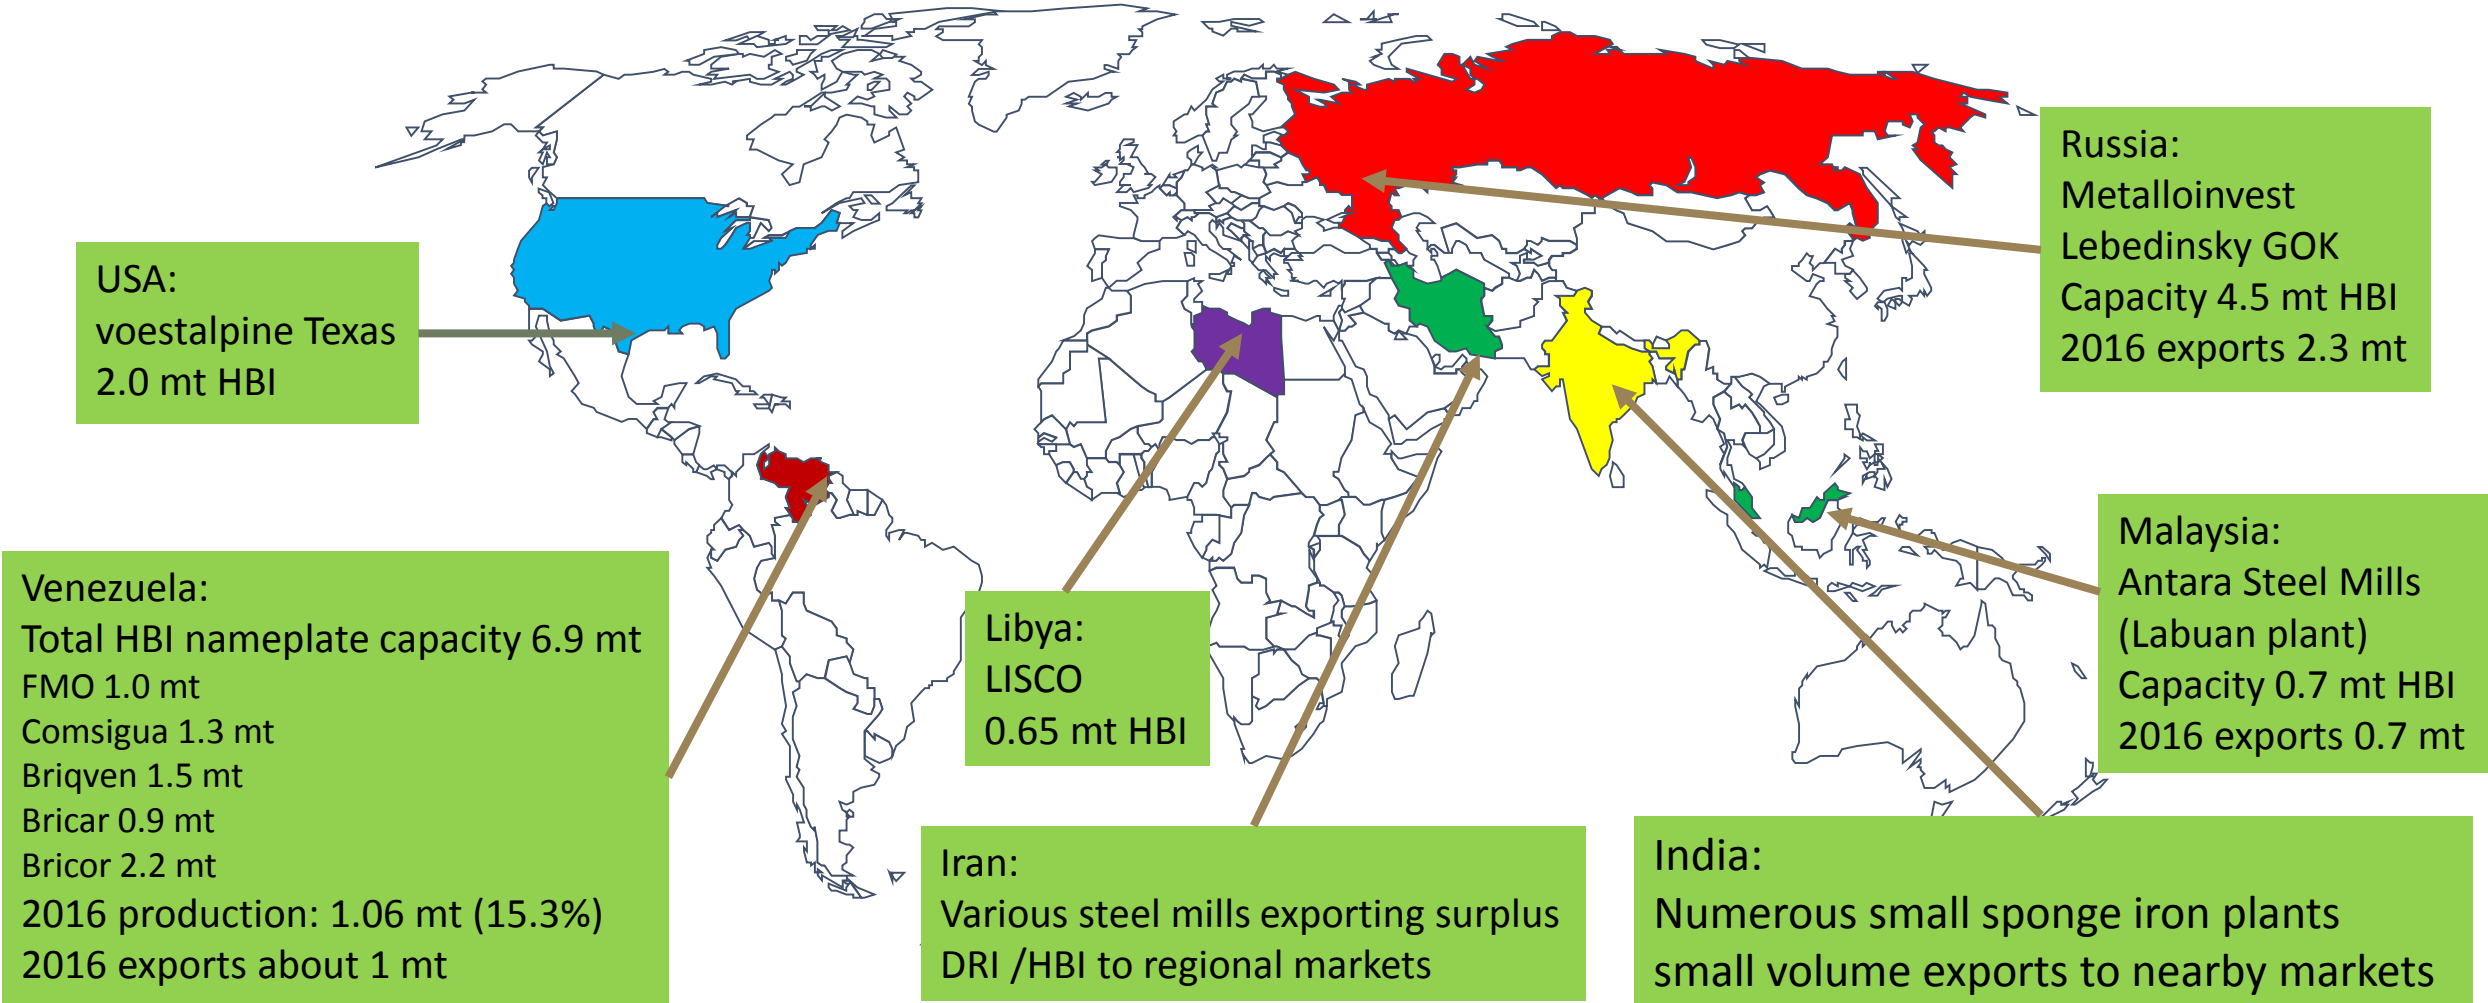 USA:
voestalpine Texas
2.0 mt HBI
Russia:
Metalloinvest
Lebedinsky GOK
Capacity 4.5 mt HBI
2016 exports 2.3 mt
Venezuela:
Total HBI nameplate capacity 6.9 mt
FMO 1.0 mt
Comsigua 1.3 mt
Briqven 1.5 mt
Bricar 0.9 mt
Bricor 2.2 mt
2016 production: 1.06 mt (15.3%)
2016 exports about 1 mt
Libya:
LISCO
0.65 mt HBI
Malaysia:
Antara Steel Mills
(Labuan plant)
Capacity 0.7 mt HBI
2016 exports 0.7 mt
Iran:
Various steel mills exporting surplus
DRI /HBI to regional markets
India:
Numerous small sponge iron plants
small volume exports to nearby markets